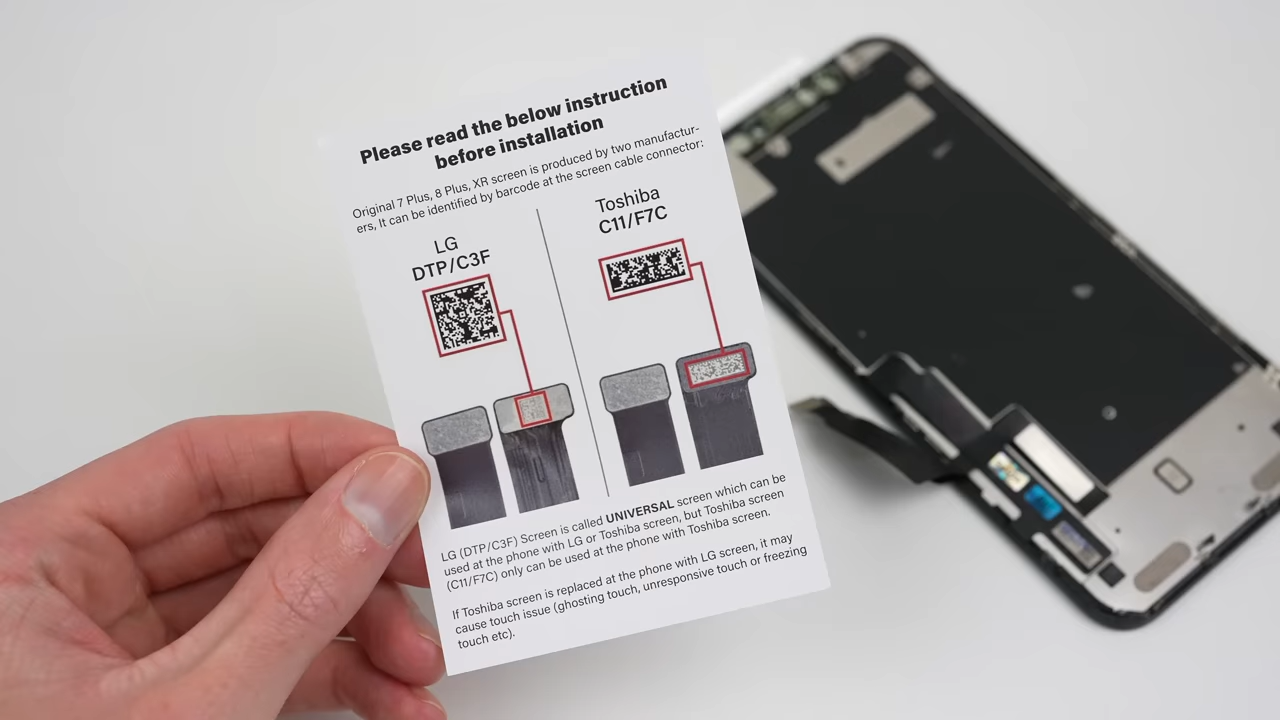 Please read the below instruction
before installation
Original 7 Plus, 8 Plus, XR screen is produced by two manufactur-
ers, It can be identified by barcode at the screen cable connector:
LG
DTP/C3F
Toshiba
C11/F7C
LG (DTP/C3F) Screen is called UNIVERSAL screen which can be
used at the phone with LG or Toshiba screen, but Toshiba screen
(C11/F7C) only can be used at the phone with Toshiba screen.
If Toshiba screen is replaced at the phone with LG screen, it may
cause touch issue (ghosting touch, unresponsive touch or freezing
touch etc).